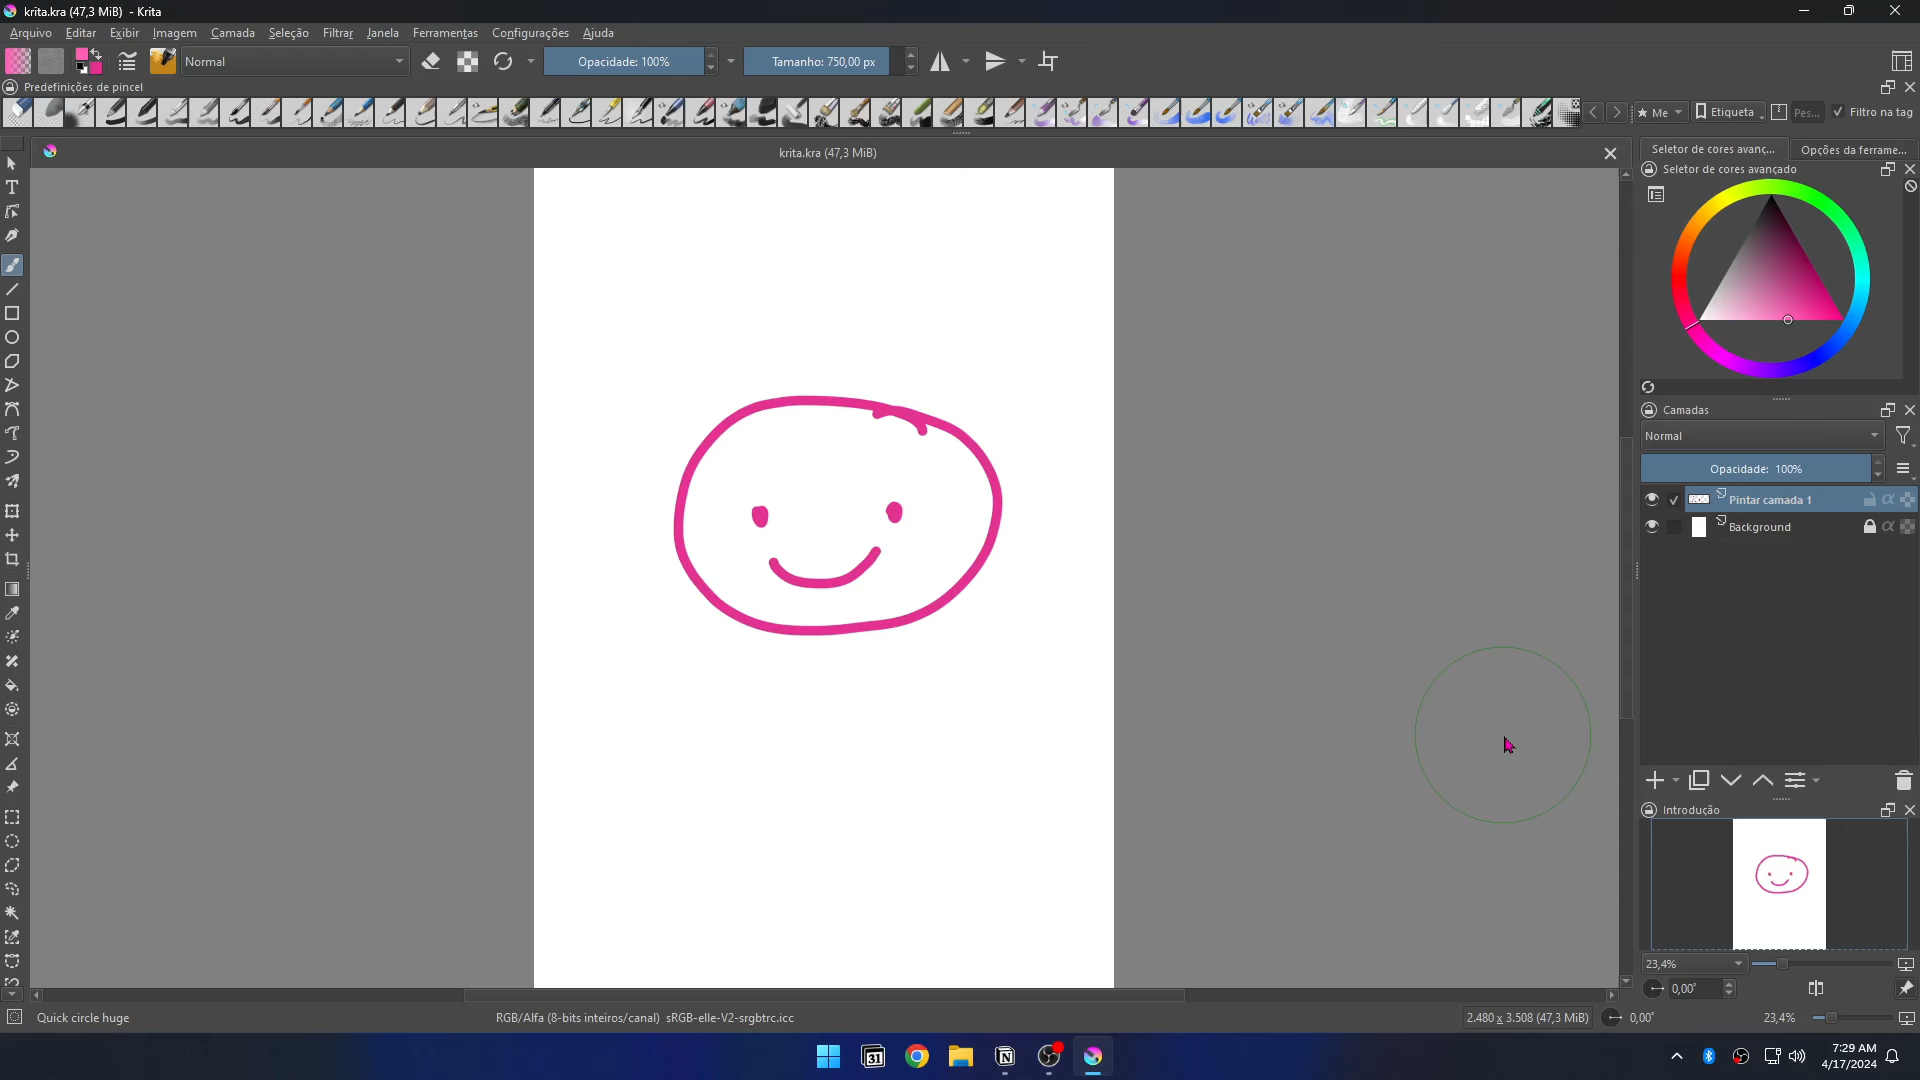 krita.kra (47,3 MiB)  - Krita
Arquivo Editar Exibir Imagem Camada Seleção Filtrar Janela Ferramentas Configurações Ajuda
Normal Opacidade: 100% Tamanho: 750,00 px
Predefinições de pincel
Me Etiqueta Pes... Filtro na tag
krita.kra (47,3 MiB)
Seletor de cores avanç... Opções da ferrame...
Seletor de cores avançado
Camadas
Normal
Opacidade: 100%
Pintar camada 1
Background
Introdução
23,4%
0,00°
Quick circle huge RGB/Alfa (8-bits inteiros/canal)  sRGB-elle-V2-srgbtrc.icc 2.480 x 3.508 (47,3 MiB) 0,00° 23,4%
31
7:29 AM
4/17/2024